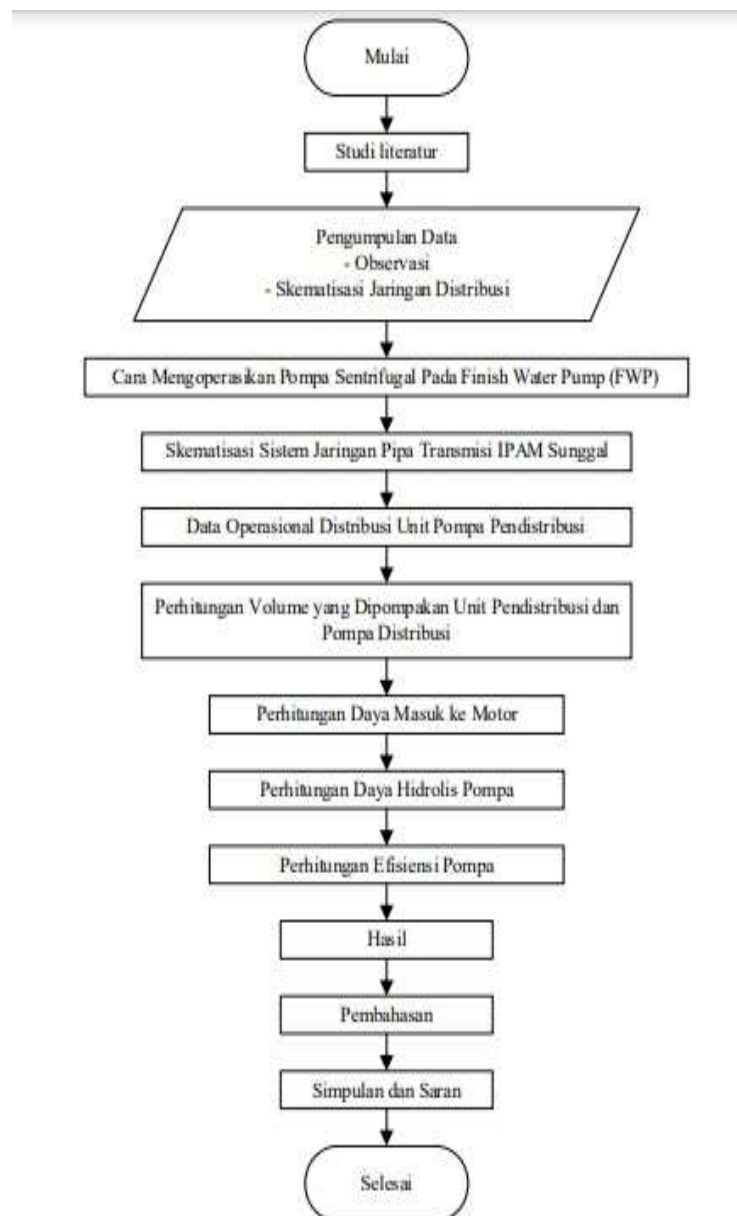 Mulai
Studi literatur
Pengumpulan Data
- Observasi
- Skematisasi Jaringan Distribusi
Cara Mengoperasikan Pompa Sentrifugal Pada Finish Water Pump (FWP)
Skematisasi Sistem Jaringan Pipa Transmisi IPAM Sunggal
Data Operasional Distribusi Unit Pompa Pendistribusi
Perhitungan Volume yang Dipompakan Unit Pendistribusi dan
Pompa Distribusi
Perhitungan Daya Masuk ke Motor
Perhitungan Daya Hidrolis Pompa
Perhitungan Efisiensi Pompa
Hasil
Pembahasan
Simpulan dan Saran
Selesai